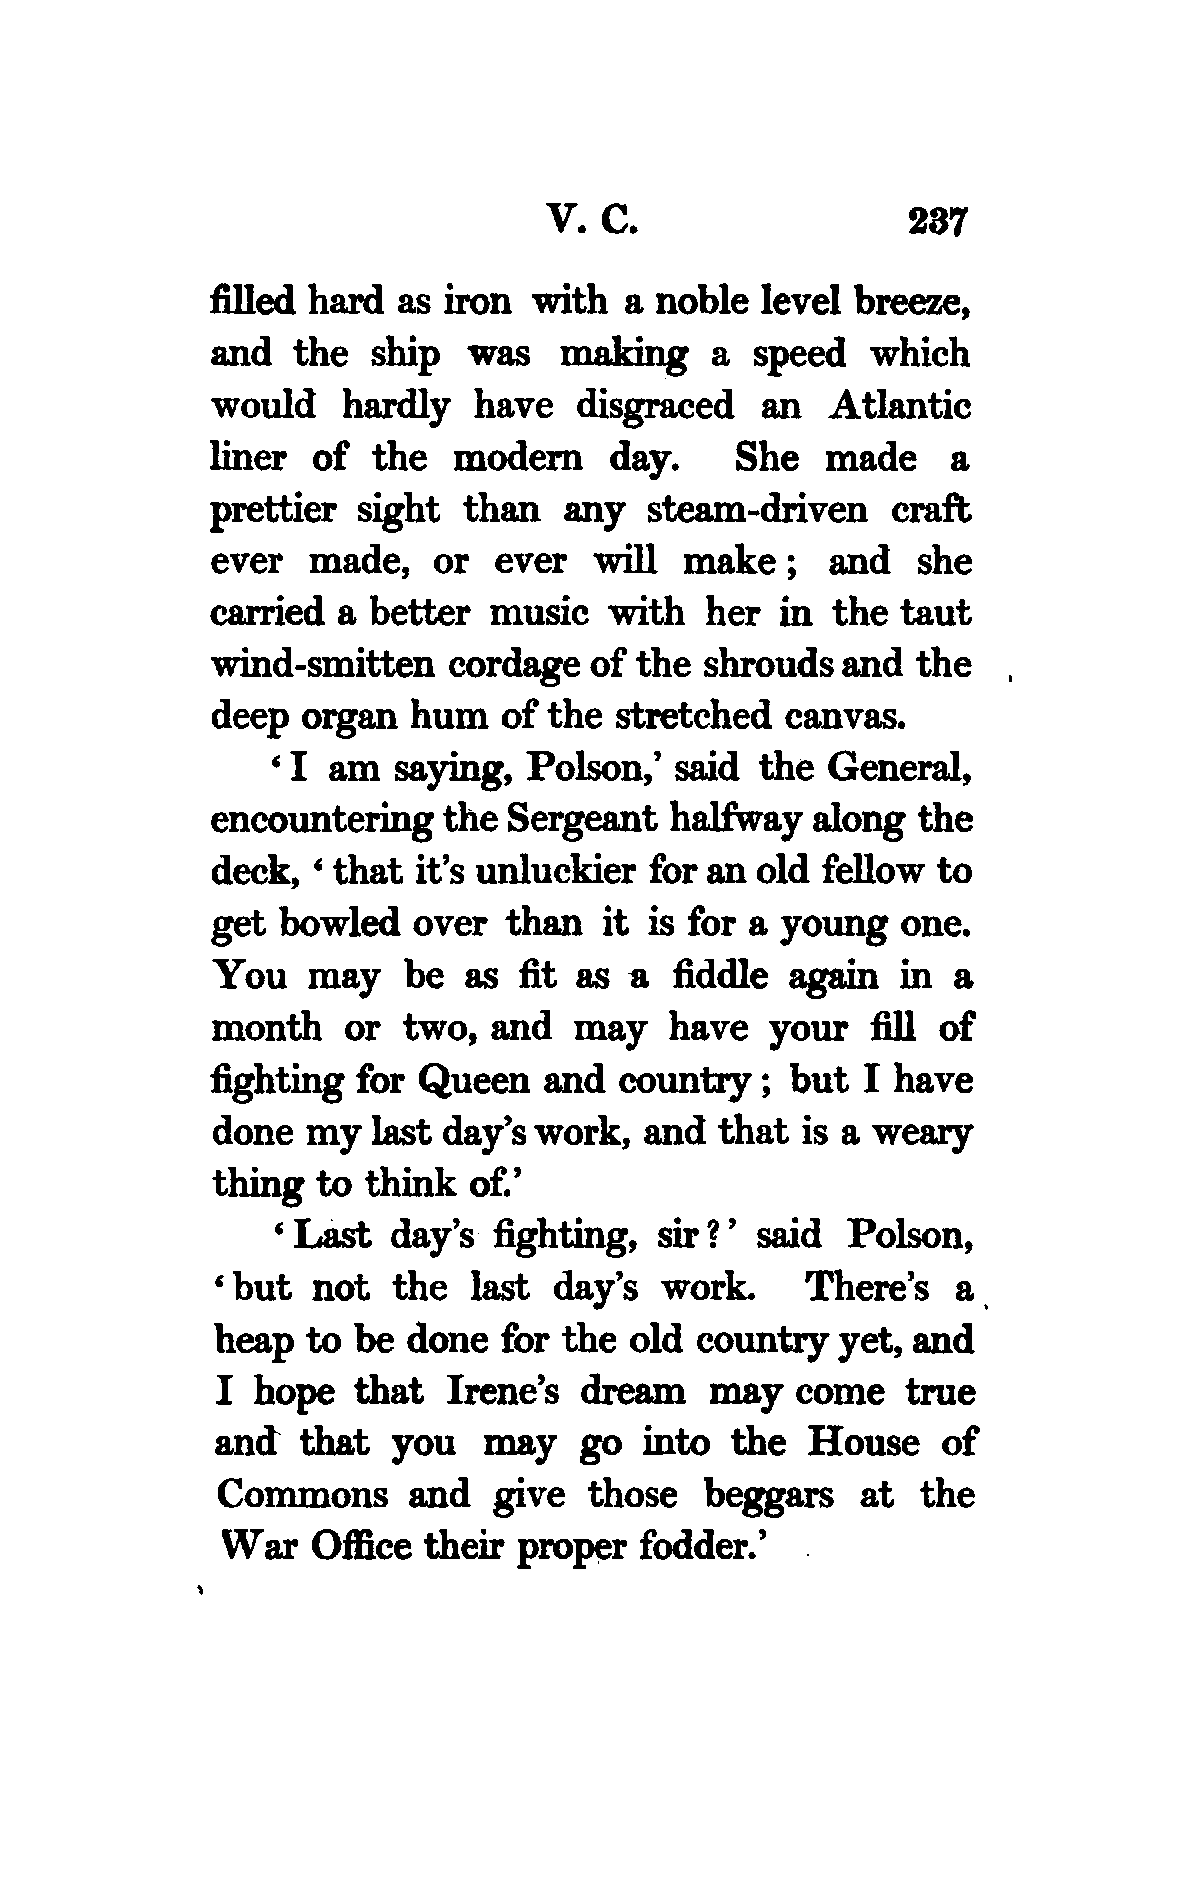 V. C. 237
filled hard as iron with a noble level breeze,
and the ship was making a speed which
would hardly have disgraced an Atlantic
liner of the modern day. She made a
prettier sight than any steam-driven craft
ever made, or ever will make ; and she
carried a better music with her in the taut
wind-smitten cordage of the shrouds and the
deep organ hum of the stretched canvas.
‘ I am saying, Polson,’ said the General,
encountering the Sergeant halfway along the
deck, ‘ that it’s unluckier for an old fellow to
get bowled over than it is for a young one.
You may be as fit as a fiddle again in a
month or two, and may have your fill of
fighting for Queen and country ; but I have
done my last day’s work, and that is a weary
thing to think of.’
‘ Last day’s fighting, sir ? ’ said Polson,
‘ but not the last day’s work. There’s a
heap to be done for the old country yet, and
I hope that Irene’s dream may come true
and that you may go into the House of
Commons and give those beggars at the
War Office their proper fodder.’